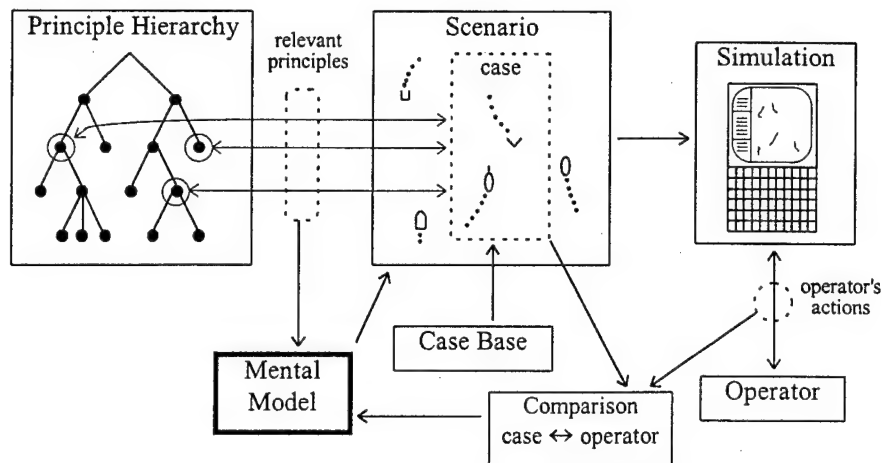 Principle Hierarchy
relevant
principles
Scenario
case
Simulation
operator's
actions
Case Base
Mental
Model
Comparison
case ↔ operator
Operator